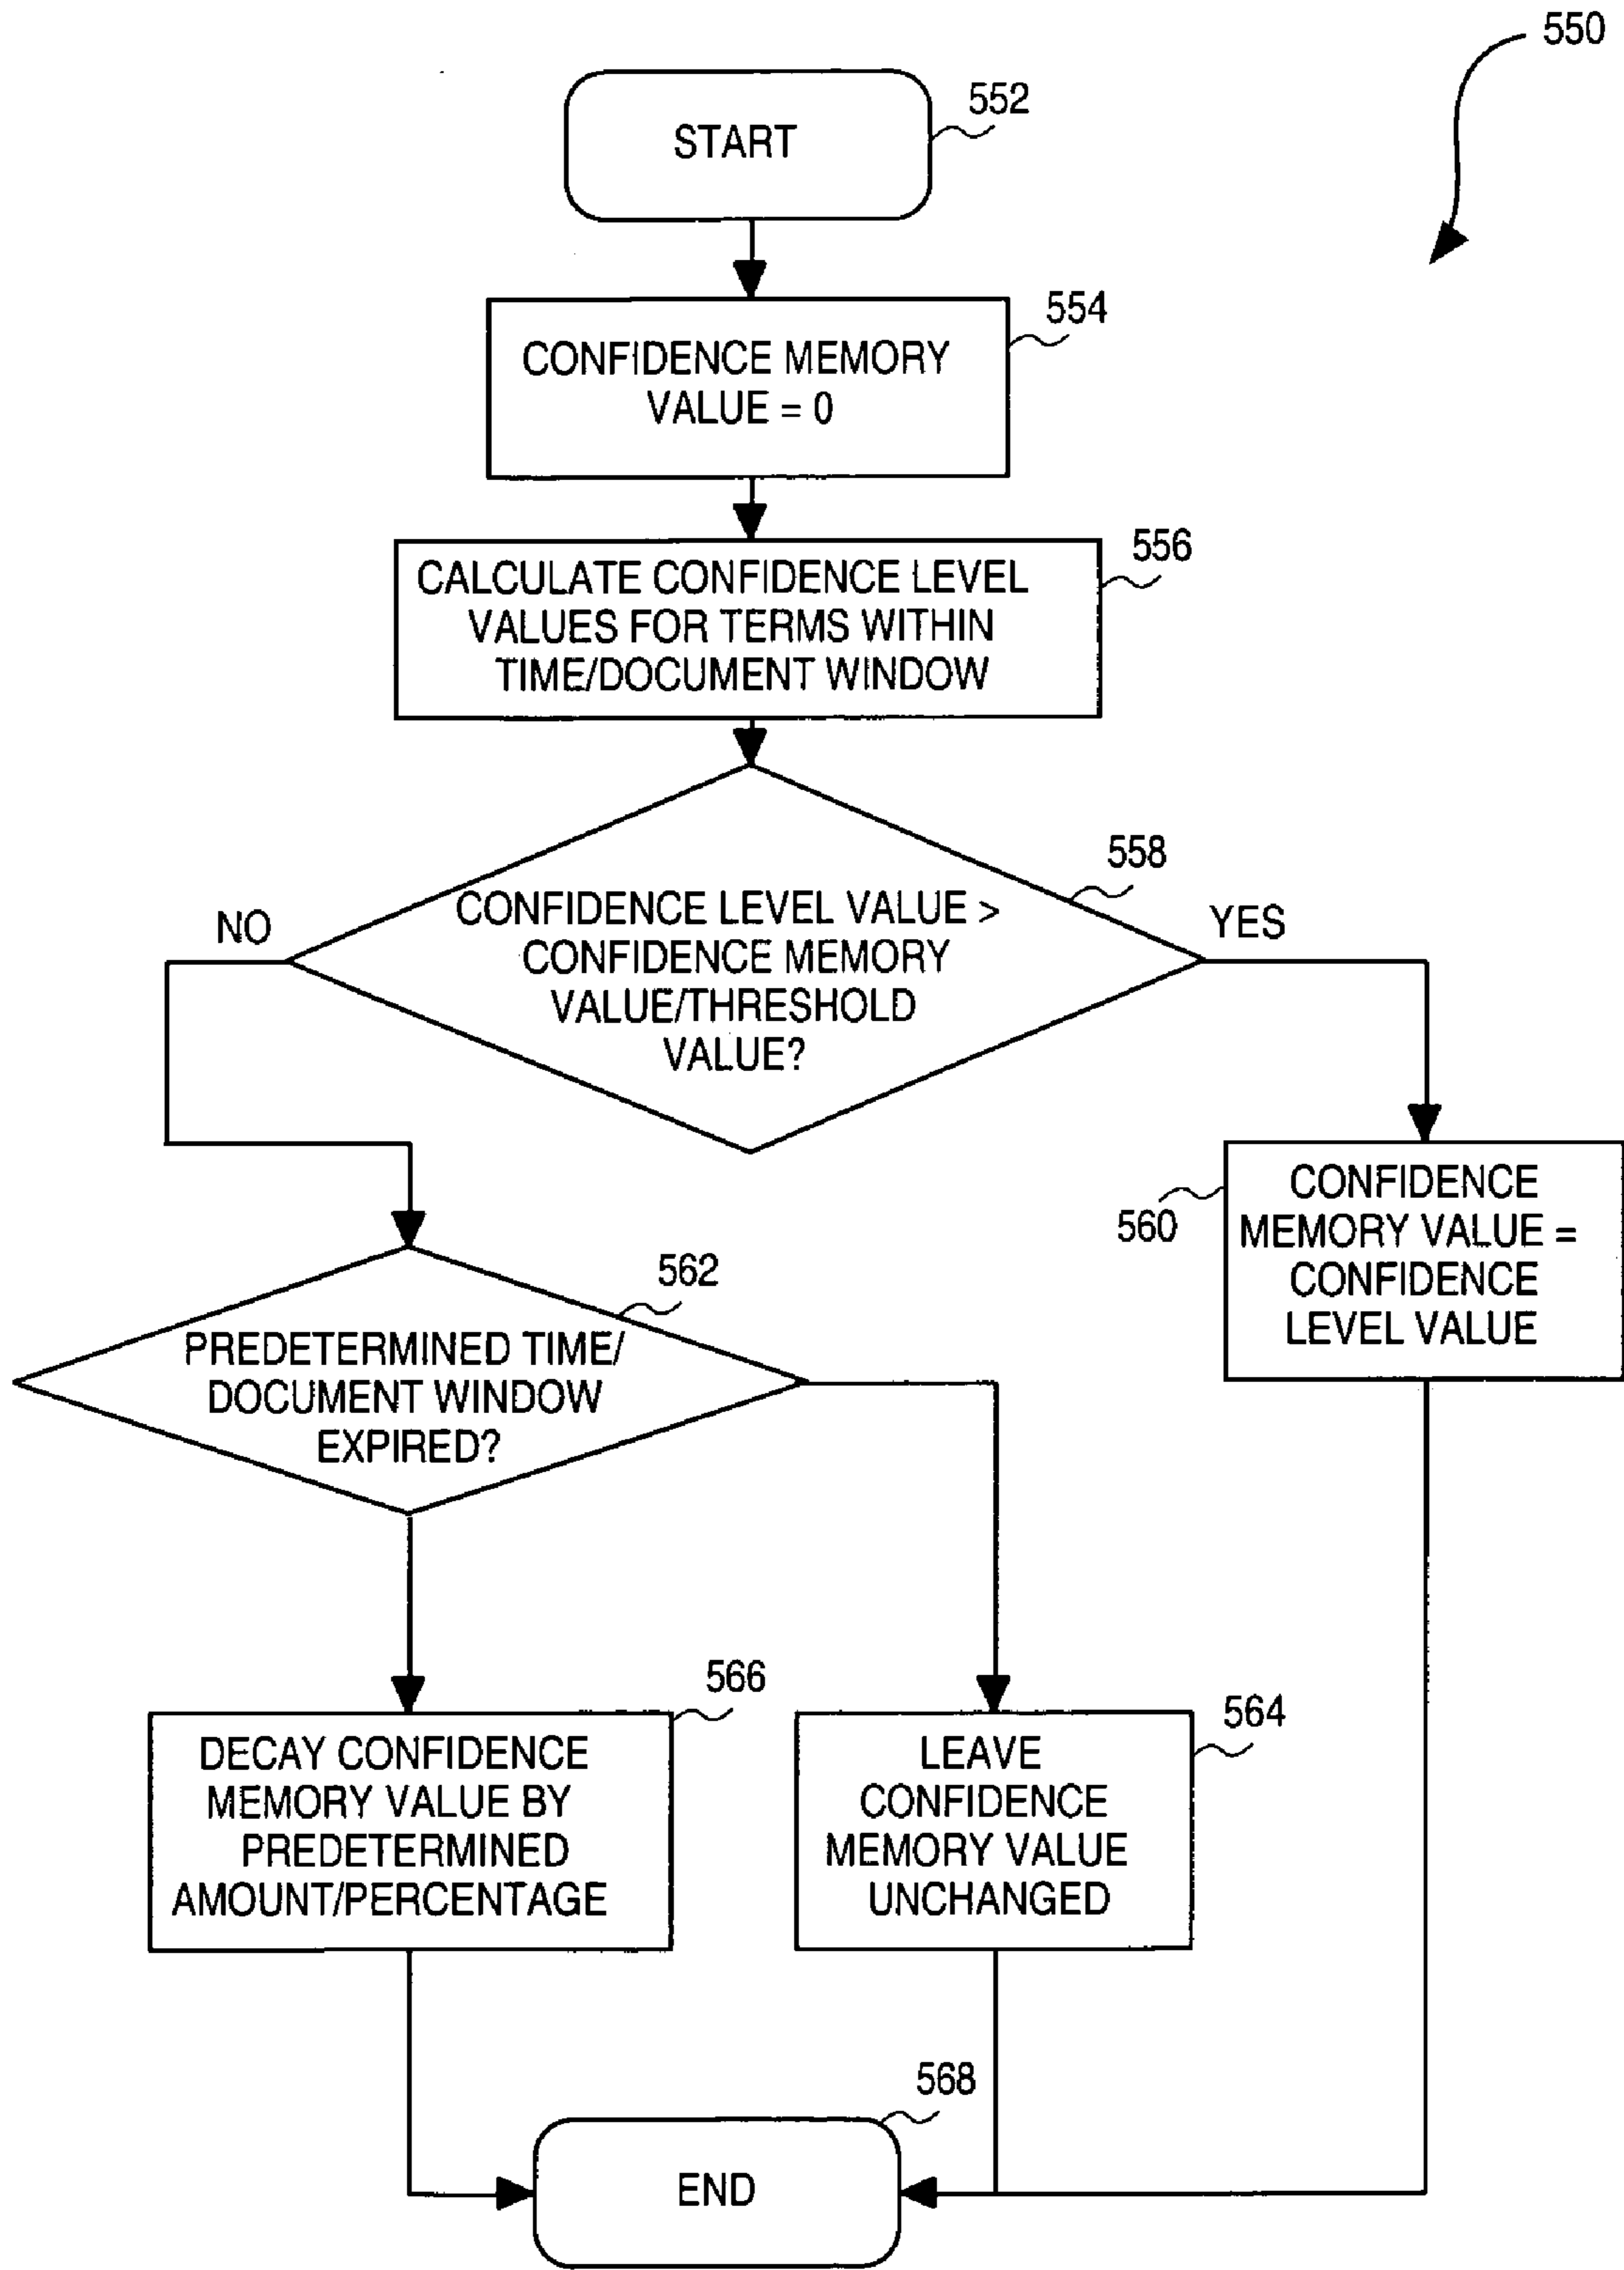 550
552
START
554
CONFIDENCE MEMORY
VALUE = 0
556
CALCULATE CONFIDENCE LEVEL
VALUES FOR TERMS WITHIN
TIME/DOCUMENT WINDOW
558
CONFIDENCE LEVEL VALUE >
CONFIDENCE MEMORY
VALUE/THRESHOLD
VALUE?
NO
YES
560
CONFIDENCE
MEMORY VALUE =
CONFIDENCE
LEVEL VALUE
562
PREDETERMINED TIME/
DOCUMENT WINDOW
EXPIRED?
566
DECAY CONFIDENCE
MEMORY VALUE BY
PREDETERMINED
AMOUNT/PERCENTAGE
564
LEAVE
CONFIDENCE
MEMORY VALUE
UNCHANGED
568
END